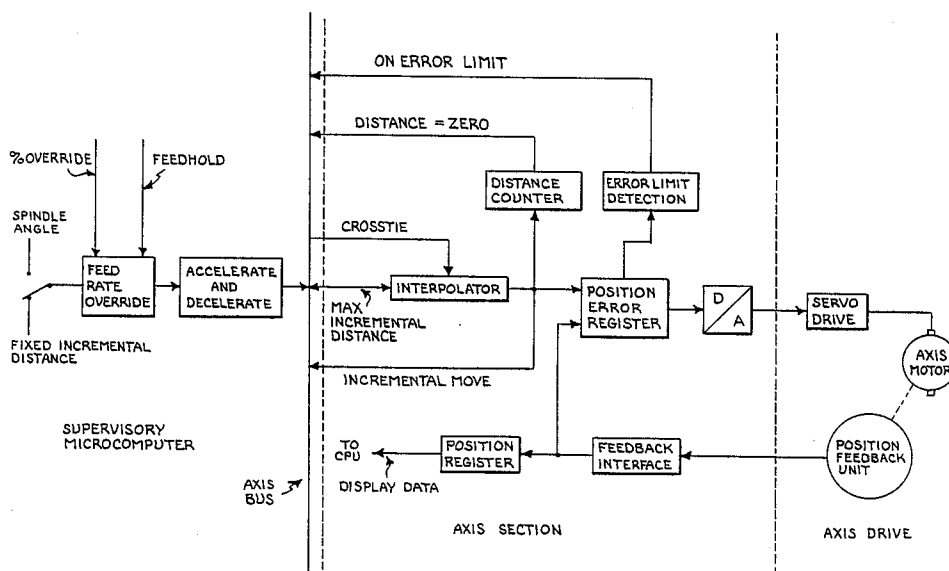 ON ERROR LIMIT
DISTANCE = ZERO
% OVERRIDE
FEEDHOLD
DISTANCE
COUNTER
ERROR LIMIT
DETECTION
SPINDLE
ANGLE
CROSSTIE
FEED
RATE
OVERRIDE
ACCELERATE
AND
DECELERATE
INTERPOLATOR
POSITION
ERROR
REGISTER
D
A
SERVO
DRIVE
MAX
INCREMENTAL
DISTANCE
FIXED INCREMENTAL
DISTANCE
INCREMENTAL MOVE
AXIS
MOTOR
SUPERVISORY
MICROCOMPUTER
TO
CPU
POSITION
REGISTER
FEEDBACK
INTERFACE
POSITION
FEEDBACK
UNIT
DISPLAY DATA
AXIS
BUS
AXIS SECTION
AXIS DRIVE